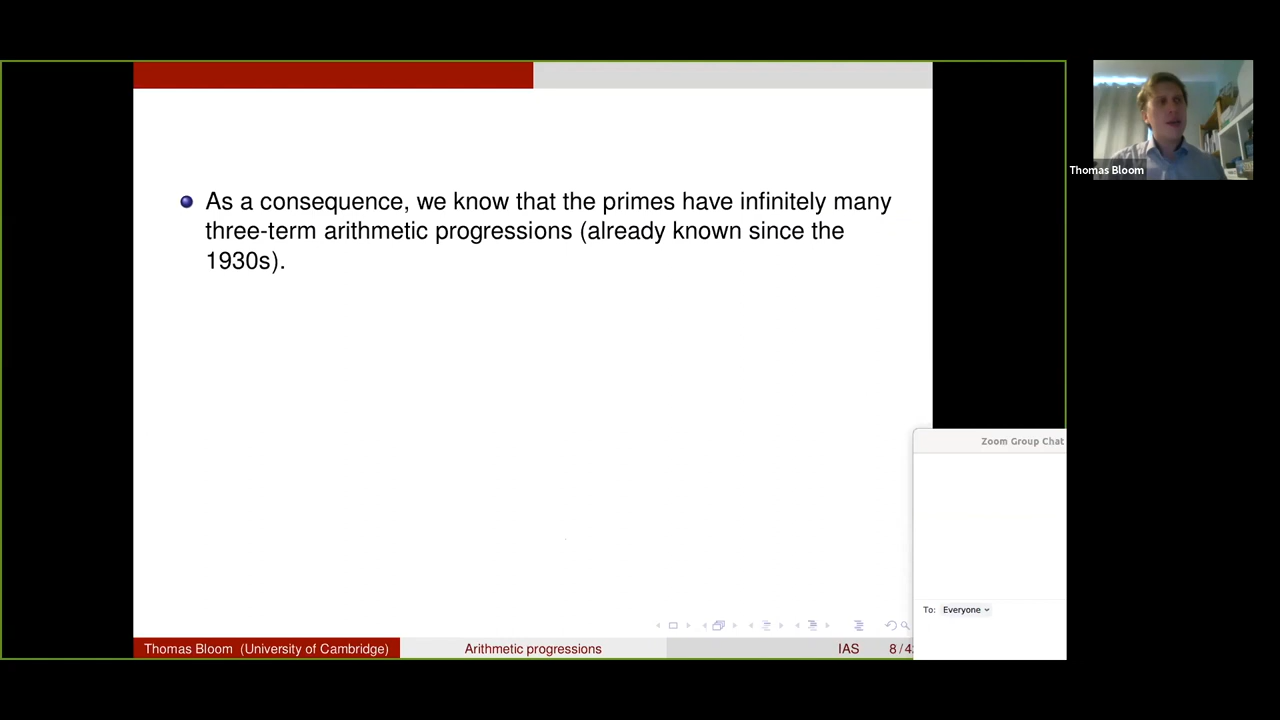 As a consequence, we know that the primes have infinitely many
three-term arithmetic progressions (already known since the
1930s).
Thomas Bloom
Zoom Group Chat
To: Everyone
Thomas Bloom (University of Cambridge)
Arithmetic progressions
IAS
8 / 4